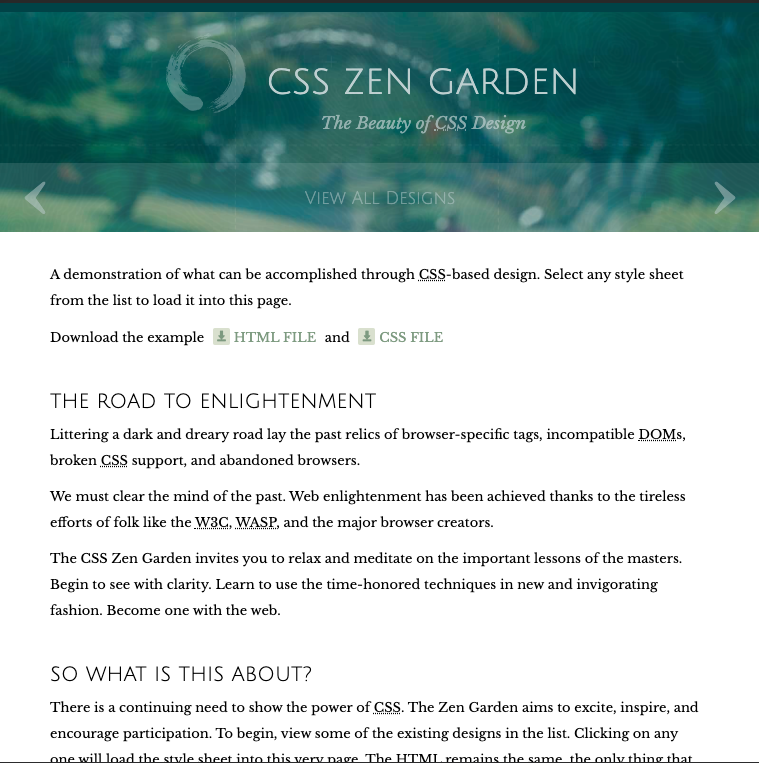 CSS ZEN GARDEN
The Beauty of CSS Design
View All Designs
A demonstration of what can be accomplished through CSS-based design. Select any style sheet
from the list to load it into this page.
Download the example HTML FILE and CSS FILE
THE ROAD TO ENLIGHTENMENT
Littering a dark and dreary road lay the past relics of browser-specific tags, incompatible DOMs,
broken CSS support, and abandoned browsers.
We must clear the mind of the past. Web enlightenment has been achieved thanks to the tireless
efforts of folk like the W3C, WASP, and the major browser creators.
The CSS Zen Garden invites you to relax and meditate on the important lessons of the masters.
Begin to see with clarity. Learn to use the time-honored techniques in new and invigorating
fashion. Become one with the web.
SO WHAT IS THIS ABOUT?
There is a continuing need to show the power of CSS. The Zen Garden aims to excite, inspire, and
encourage participation. To begin, view some of the existing designs in the list. Clicking on any
one will load the style sheet into this very page. The HTML remains the same, the only thing that